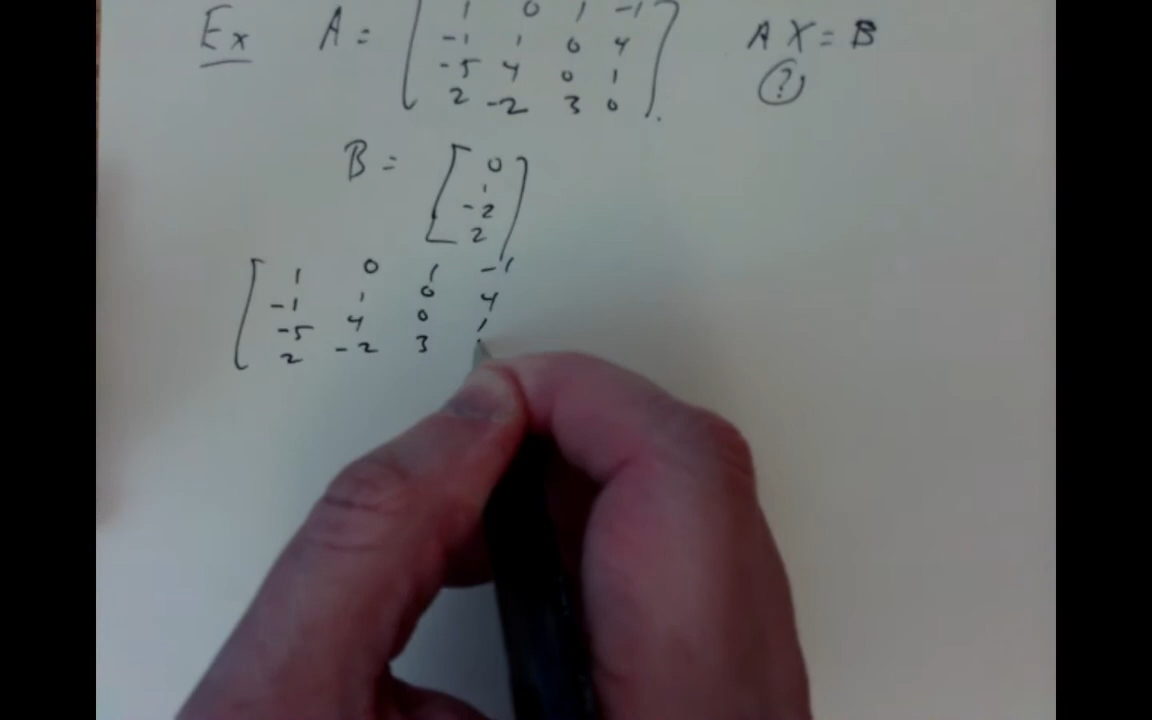 Ex A = [ 1 0 1 -1 AX = B
-1 1 0 4
-5 4 0 1 ?
2 -2 3 0 ].
B = [ 0
1
-2
2 ]
[ 1 0 1 -1
-1 1 0 4
-5 4 0 1
2 -2 3